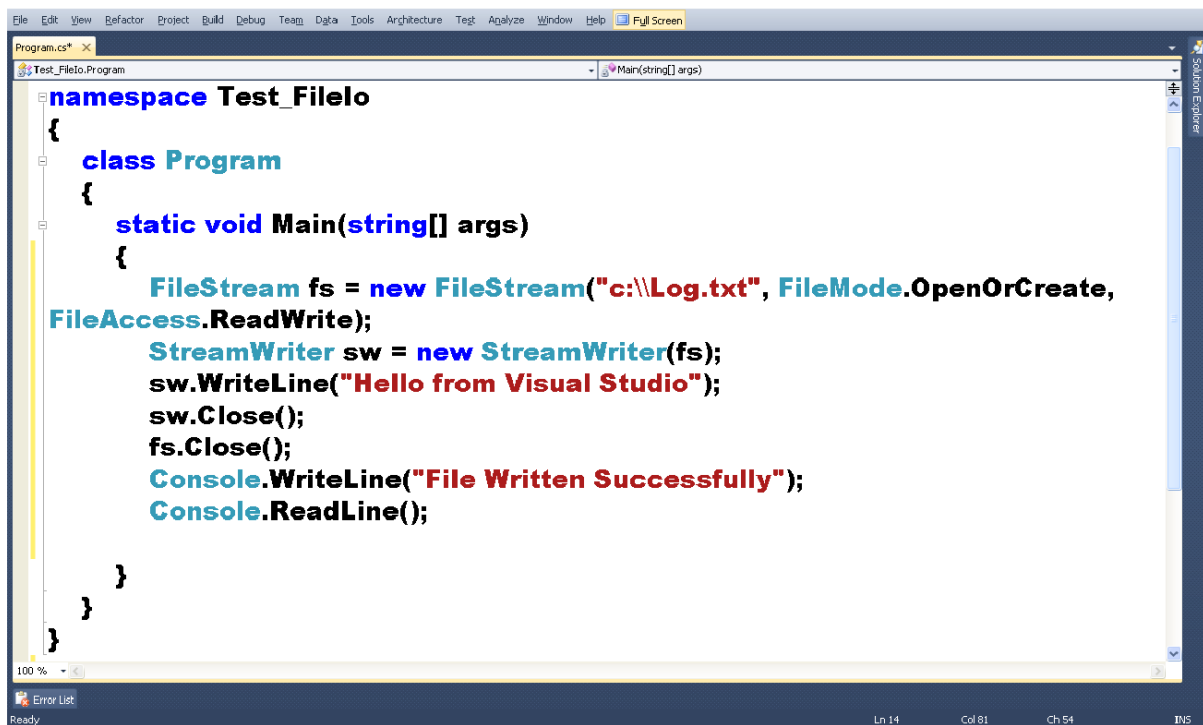 File Edit View Refactor Project Build Debug Team Data Tools Architecture Test Analyze Window Help Full Screen
Program.cs*
Test_FileIo.Program Main(string[] args)
Solution Explorer
namespace Test_FileIo
{
class Program
{
static void Main(string[] args)
{
FileStream fs = new FileStream("c:\\Log.txt", FileMode.OpenOrCreate,
FileAccess.ReadWrite);
StreamWriter sw = new StreamWriter(fs);
sw.WriteLine("Hello from Visual Studio");
sw.Close();
fs.Close();
Console.WriteLine("File Written Successfully");
Console.ReadLine();
}
}
}
100 %
Error List
Ready Ln 14 Col 81 Ch 54 INS